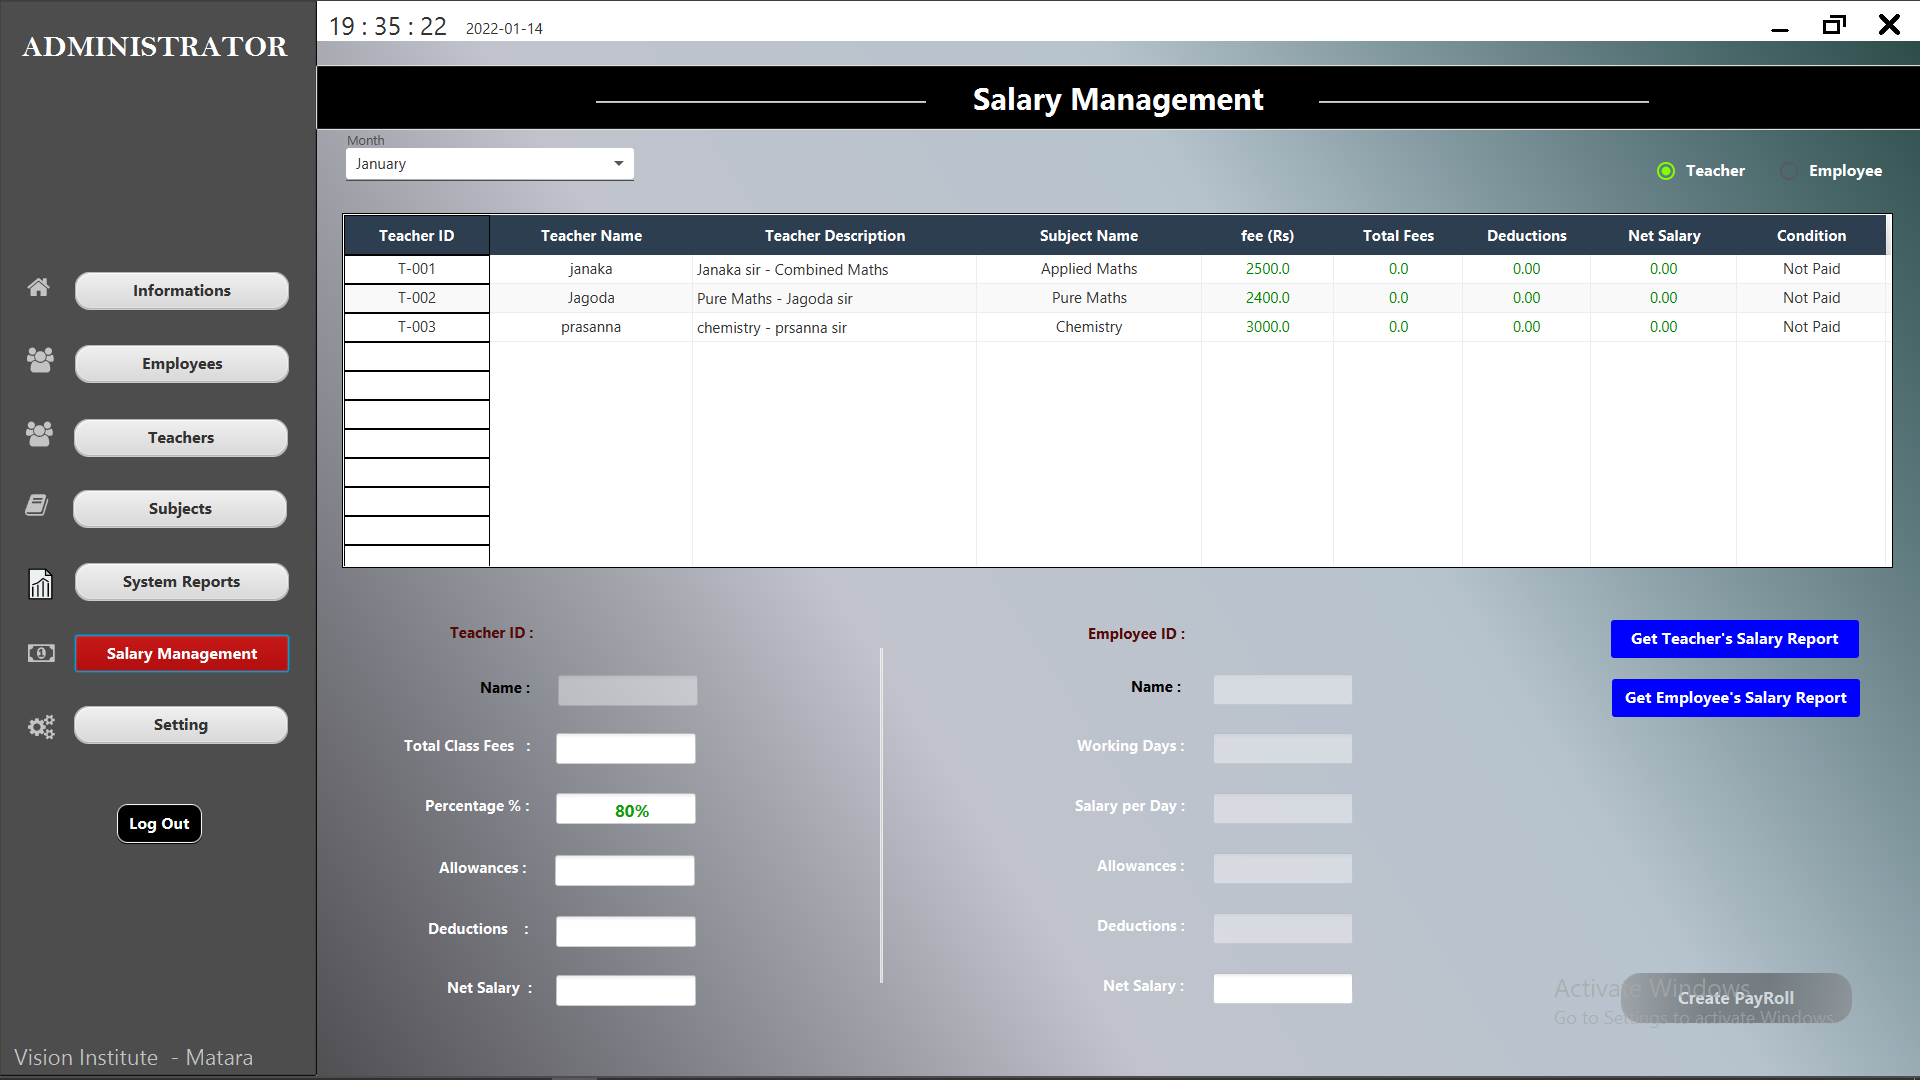 ADMINISTRATOR
19 : 35 : 22 2022-01-14
Salary Management
Month
January
Teacher Employee
Teacher ID Teacher Name Teacher Description Subject Name fee (Rs) Total Fees Deductions Net Salary Condition
T-001 janaka Janaka sir - Combined Maths Applied Maths 2500.0 0.0 0.00 0.00 Not Paid
T-002 Jagoda Pure Maths - Jagoda sir Pure Maths 2400.0 0.0 0.00 0.00 Not Paid
T-003 prasanna chemistry - prsanna sir Chemistry 3000.0 0.0 0.00 0.00 Not Paid
Informations
Employees
Teachers
Subjects
System Reports
Salary Management
Setting
Log Out
Vision Institute - Matara
Teacher ID :
Name :
Total Class Fees :
Percentage % : 80%
Allowances :
Deductions :
Net Salary :
Employee ID :
Name :
Working Days :
Salary per Day :
Allowances :
Deductions :
Net Salary :
Get Teacher's Salary Report
Get Employee's Salary Report
Create PayRoll
Activate Windows
Go to Settings to activate Windows.